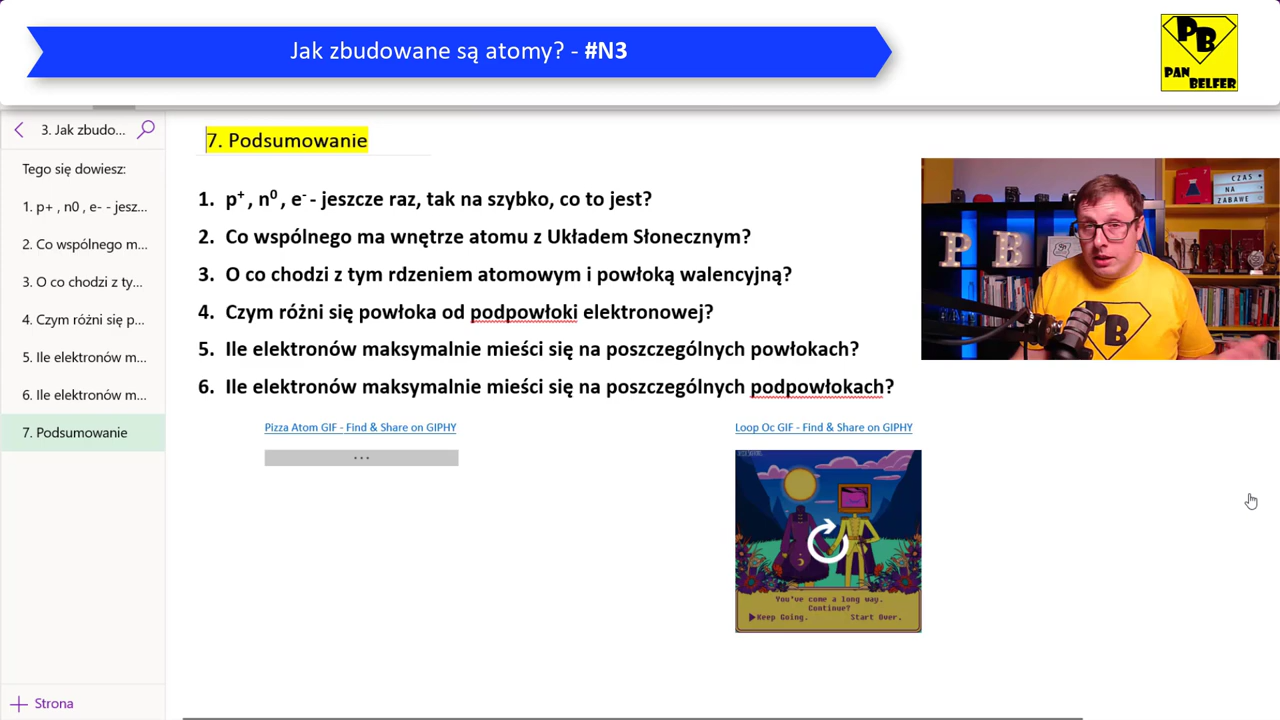 Jak zbudowane są atomy? - #N3
PB
PAN
BELFER
3. Jak zbudo...
Tego się dowiesz:
1. p+ , n0 , e- - jesz...
2. Co wspólnego m...
3. O co chodzi z ty...
4. Czym różni się p...
5. Ile elektronów m...
6. Ile elektronów m...
7. Podsumowanie
Strona
7. Podsumowanie
1. p⁺ , n⁰ , e⁻ - jeszcze raz, tak na szybko, co to jest?
2. Co wspólnego ma wnętrze atomu z Układem Słonecznym?
3. O co chodzi z tym rdzeniem atomowym i powłoką walencyjną?
4. Czym różni się powłoka od podpowłoki elektronowej?
5. Ile elektronów maksymalnie mieści się na poszczególnych powłokach?
6. Ile elektronów maksymalnie mieści się na poszczególnych podpowłokach?
Pizza Atom GIF - Find & Share on GIPHY
...
Loop Oc GIF - Find & Share on GIPHY
You've come a long way.
Continue?
Keep Going. Start Over.
P B
CZAS
NA
ZABAWE
PB